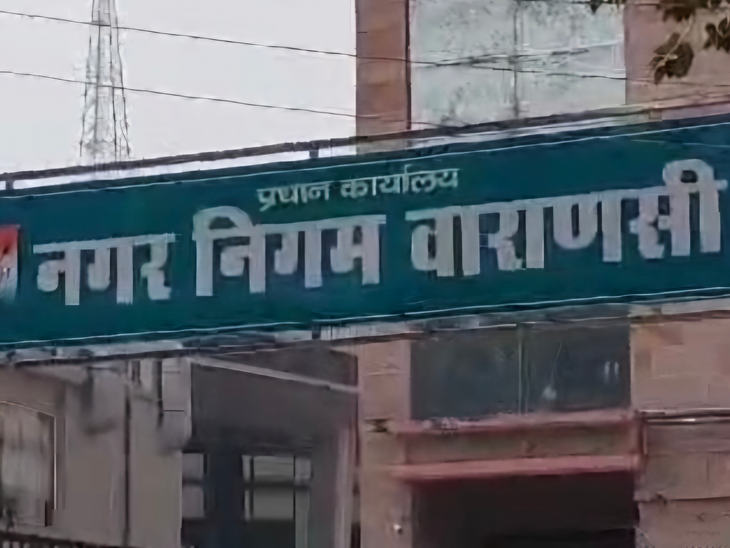 प्रधान कार्यालय
नगर निगम वाराणसी